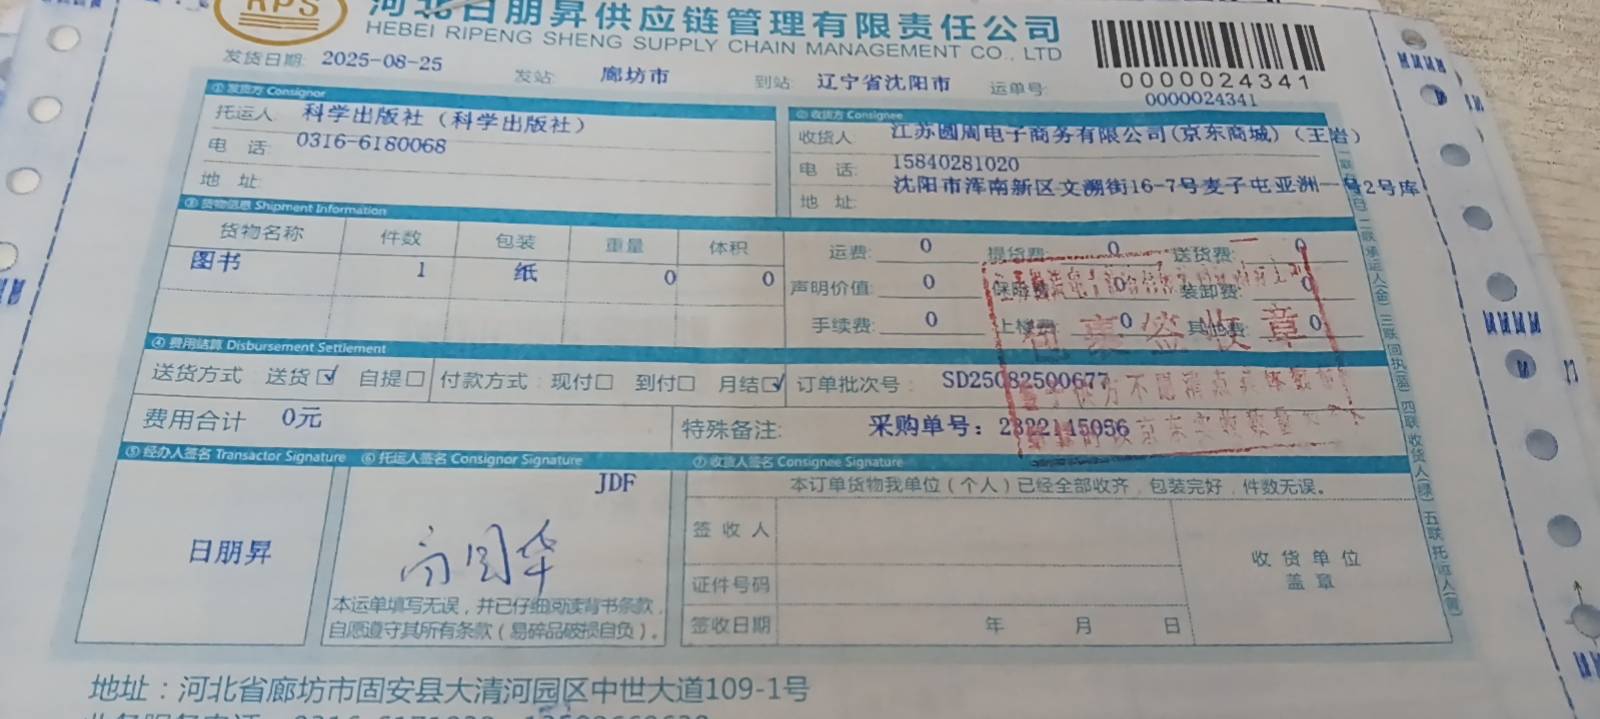 RPS
河北日朋昇供应链管理有限责任公司
HEBEI RIPENG SHENG SUPPLY CHAIN MANAGEMENT CO., LTD
发货日期: 2025-08-25 发站: 廊坊市 到站: 辽宁省沈阳市 运单号:
0000024341
0000024341
①发货方 Consignor
托运人 科学出版社（科学出版社）
电 话: 0316-6180068
地 址:
②收货方 Consignee
收货人 江苏圆周电子商务有限公司(京东商城)（王岩）
电 话: 15840281020
地 址: 沈阳市浑南新区文溯街16-7号麦子屯亚洲一号2号库
③货物信息 Shipment Information
货物名称 件数 包装 重量 体积
图书 1 纸 0 0
运费: 0 提货费: 0 送货费: 0
声明价值: 0 保险费: 0 装卸费: 0
手续费: 0 上楼费: 0 其他费: 0
签收章
④费用结算 Disbursement Settlement
送货方式 送货☑ 自提□ 付款方式: 现付□ 到付□ 月结☑ 订单批次号: SD25082500677
费用合计 0元 特殊备注: 采购单号: 2322145056
⑤经办人签名 Transactor Signature ⑥托运人签名 Consignor Signature ⑦收货人签名 Consignee Signature
日朋昇
JDF
本运单填写无误，并已仔细阅读背书条款，
自愿遵守其所有条款（易碎品破损自负）。
本订单货物我单位（个人）已经全部收齐，包装完好，件数无误。
签 收 人
证件号码
签收日期 年 月 日
收 货 单 位
盖 章
地址：河北省廊坊市固安县大清河园区中世大道109-1号